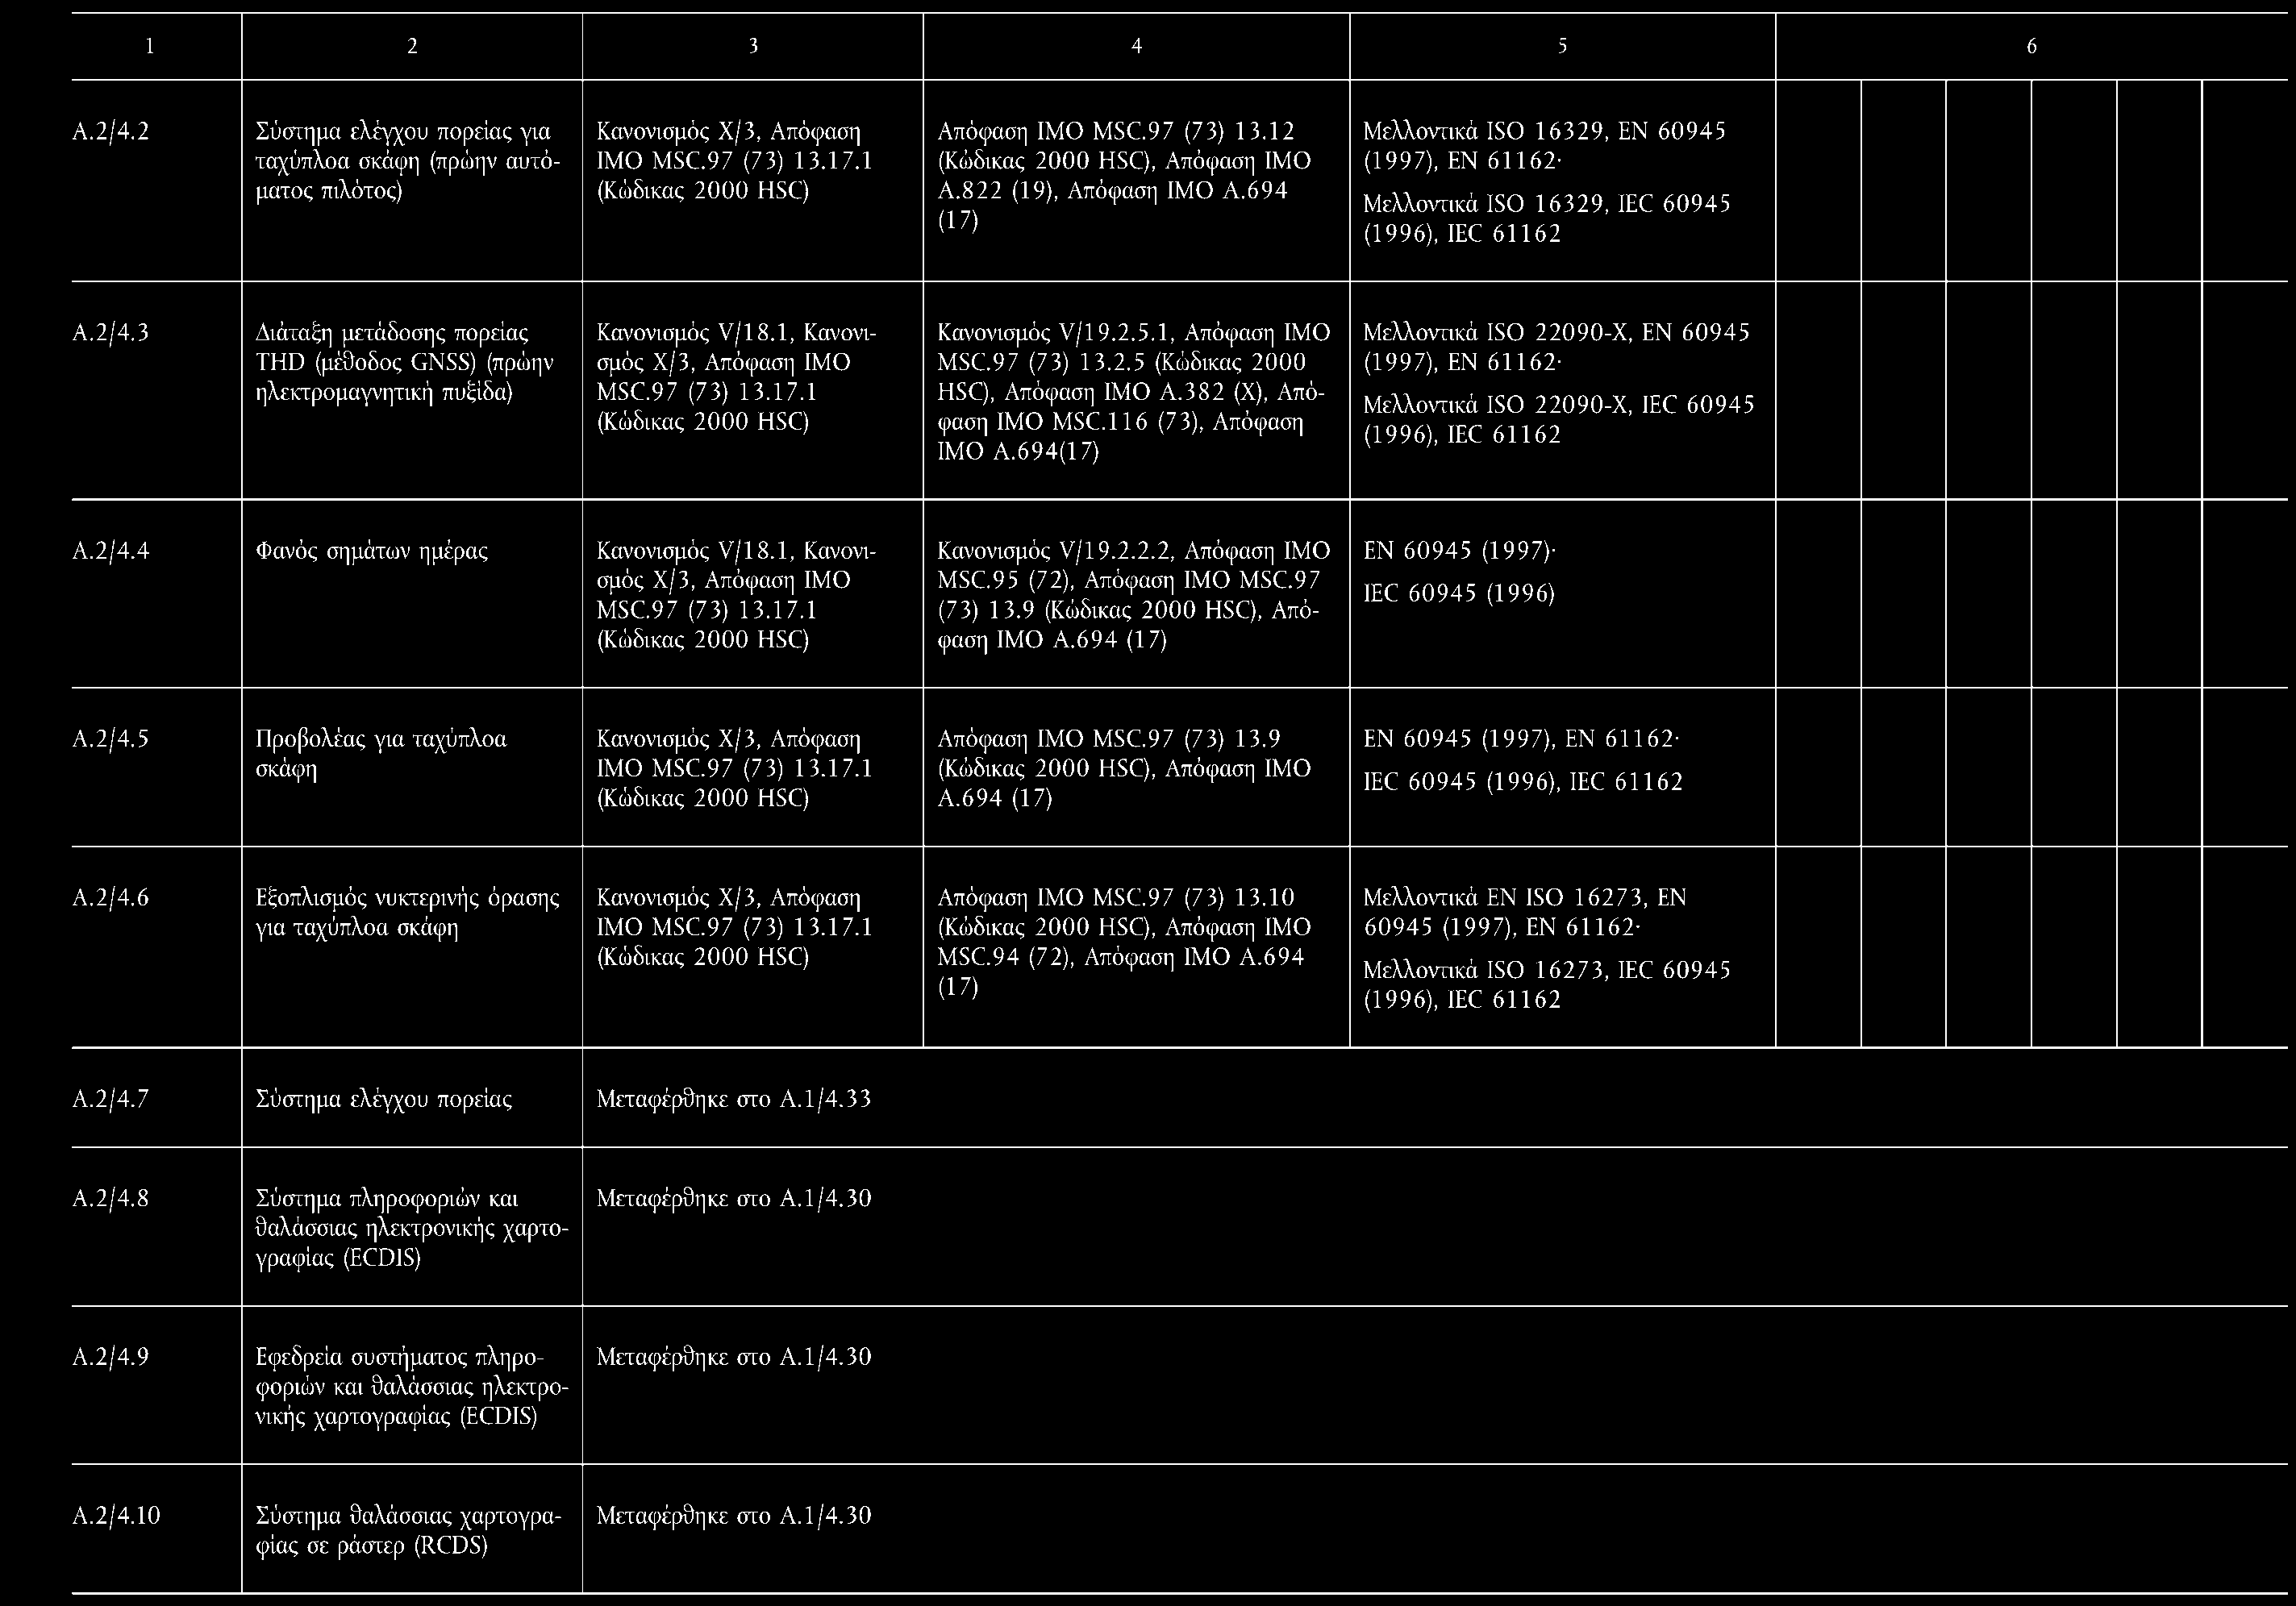 1
2
3
4
5
6
Α.2/4.2
Σύστημα ελέγχου πορείας για
ταχύπλοα σκάφη (πρώην αυτό-
ματος πιλότος)
Κανονισμός X/3, Απόφαση
IMO MSC.97 (73) 13.17.1
(Κώδικας 2000 HSC)
Απόφαση IMO MSC.97 (73) 13.12
(Κώδικας 2000 HSC), Απόφαση IMO
A.822 (19), Απόφαση IMO A.694
(17)
Μελλοντικά ISO 16329, EN 60945
(1997), EN 61162·
Μελλοντικά ISO 16329, IEC 60945
(1996), IEC 61162
Α.2/4.3
Διάταξη μετάδοσης πορείας
THD (μέθοδος GNSS) (πρώην
ηλεκτρομαγνητική πυξίδα)
Κανονισμός V/18.1, Κανονι-
σμός X/3, Απόφαση IMO
MSC.97 (73) 13.17.1
(Κώδικας 2000 HSC)
Κανονισμός V/19.2.5.1, Απόφαση IMO
MSC.97 (73) 13.2.5 (Κώδικας 2000
HSC), Απόφαση IMO A.382 (X), Από-
φαση IMO MSC.116 (73), Απόφαση
IMO A.694(17)
Μελλοντικά ISO 22090-X, EN 60945
(1997), EN 61162·
Μελλοντικά ISO 22090-X, IEC 60945
(1996), IEC 61162
Α.2/4.4
Φανός σημάτων ημέρας
Κανονισμός V/18.1, Κανονι-
σμός X/3, Απόφαση IMO
MSC.97 (73) 13.17.1
(Κώδικας 2000 HSC)
Κανονισμός V/19.2.2.2, Απόφαση IMO
MSC.95 (72), Απόφαση IMO MSC.97
(73) 13.9 (Κώδικας 2000 HSC), Από-
φαση IMO A.694 (17)
EN 60945 (1997)·
IEC 60945 (1996)
Α.2/4.5
Προβολέας για ταχύπλοα
σκάφη
Κανονισμός X/3, Απόφαση
IMO MSC.97 (73) 13.17.1
(Κώδικας 2000 HSC)
Απόφαση IMO MSC.97 (73) 13.9
(Κώδικας 2000 HSC), Απόφαση IMO
A.694 (17)
EN 60945 (1997), EN 61162·
IEC 60945 (1996), IEC 61162
Α.2/4.6
Εξοπλισμός νυκτερινής όρασης
για ταχύπλοα σκάφη
Κανονισμός X/3, Απόφαση
IMO MSC.97 (73) 13.17.1
(Κώδικας 2000 HSC)
Απόφαση IMO MSC.97 (73) 13.10
(Κώδικας 2000 HSC), Απόφαση IMO
MSC.94 (72), Απόφαση IMO A.694
(17)
Μελλοντικά EN ISO 16273, EN
60945 (1997), EN 61162·
Μελλοντικά ISO 16273, IEC 60945
(1996), IEC 61162
Α.2/4.7
Σύστημα ελέγχου πορείας
Μεταφέρθηκε στο Α.1/4.33
Α.2/4.8
Σύστημα πληροφοριών και
θαλάσσιας ηλεκτρονικής χαρτο-
γραφίας (ECDIS)
Μεταφέρθηκε στο Α.1/4.30
Α.2/4.9
Εφεδρεία συστήματος πληρο-
φοριών και θαλάσσιας ηλεκτρο-
νικής χαρτογραφίας (ECDIS)
Μεταφέρθηκε στο Α.1/4.30
Α.2/4.10
Σύστημα θαλάσσιας χαρτογρα-
φίας σε ράστερ (RCDS)
Μεταφέρθηκε στο Α.1/4.30